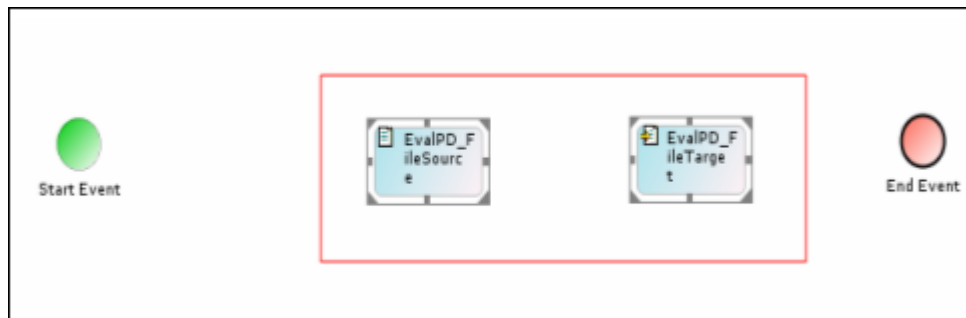 EvalPD_F
ileSourc
e
EvalPD_F
ileTarge
t
Start Event
End Event